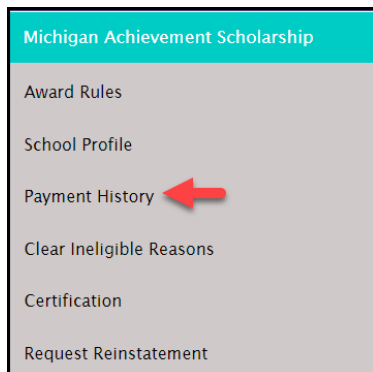 Michigan Achievement Scholarship
Award Rules
School Profile
Payment History
Clear Ineligible Reasons
Certification
Request Reinstatement